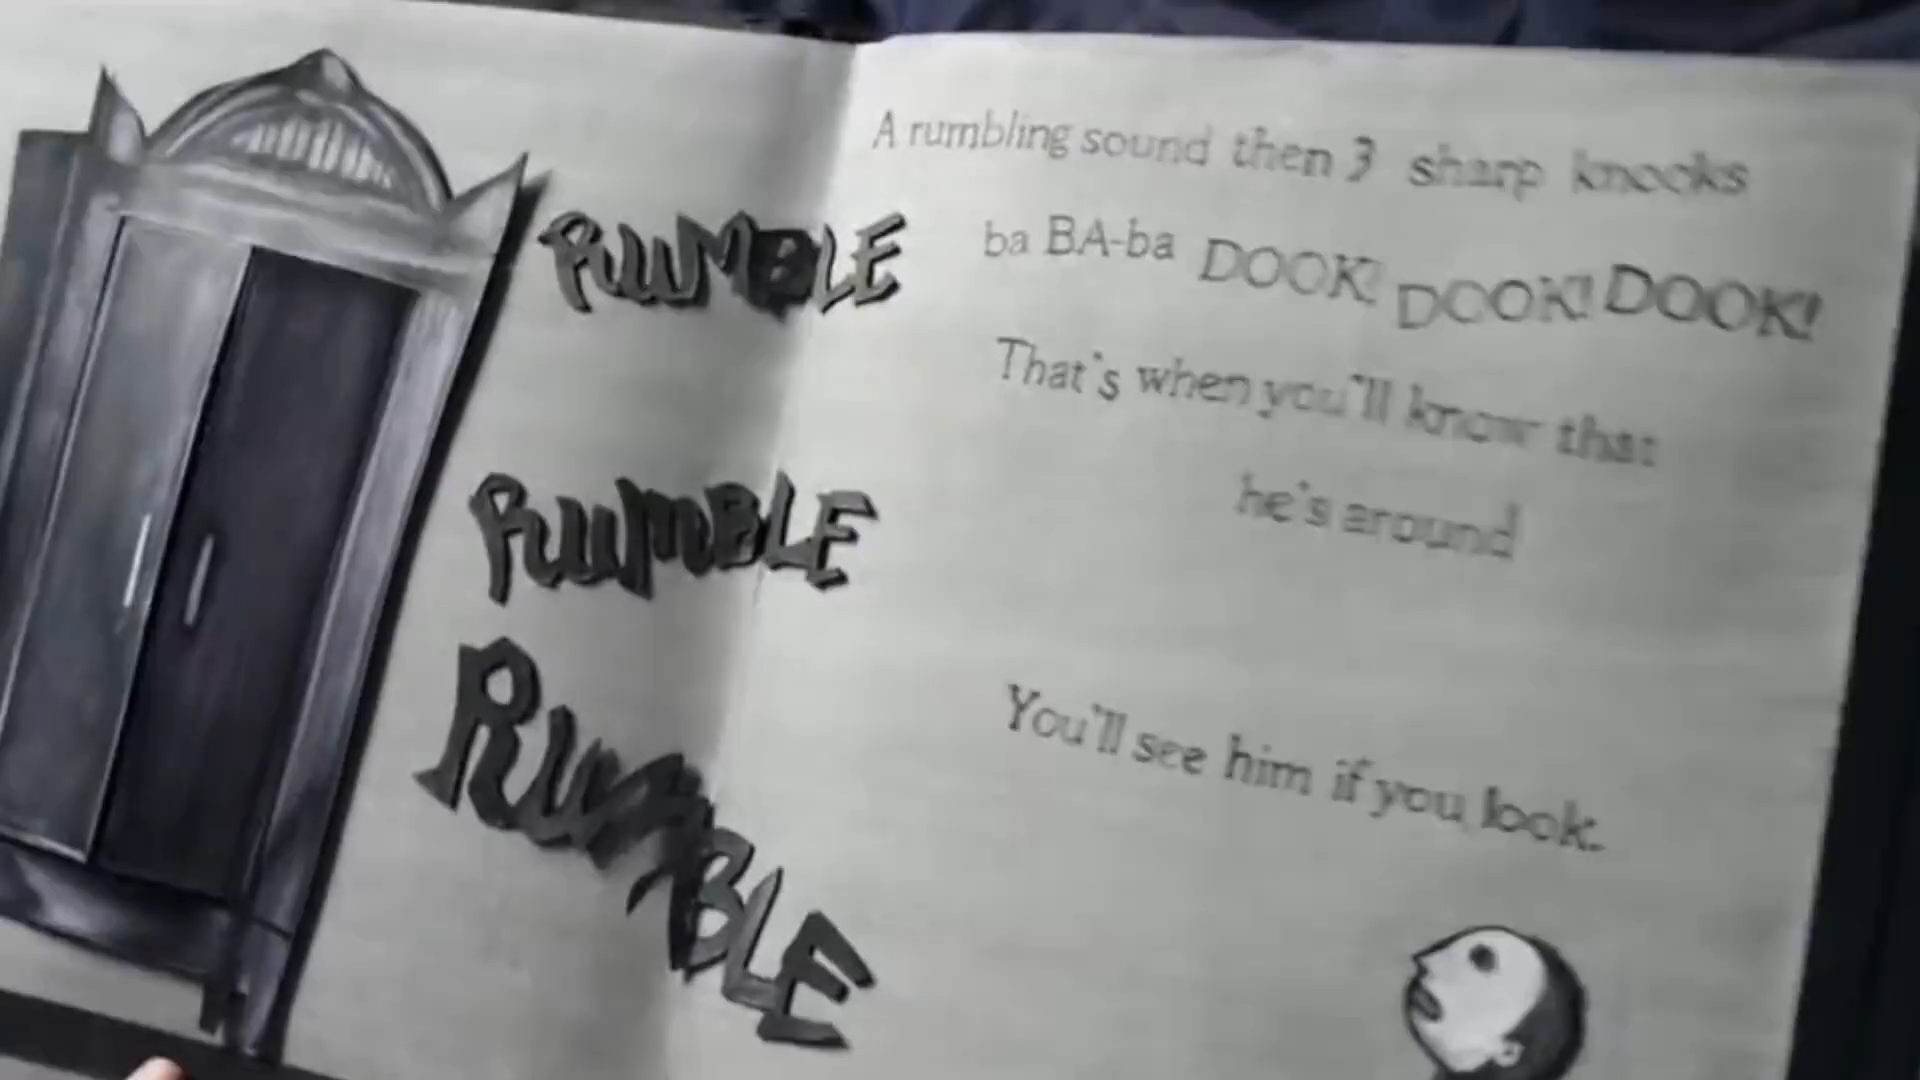 RUMBLE
RUMBLE
RUMBLE
A rumbling sound then 3 sharp knocks
ba BA-ba DOOK! DOOK! DOOK!
That's when you'll know that
he's around
You'll see him if you look.